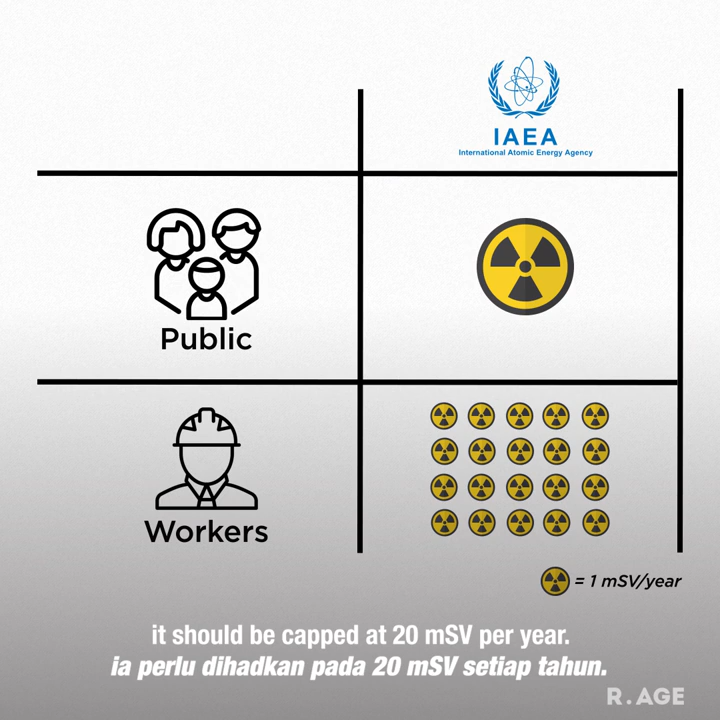 IAEA
International Atomic Energy Agency
Public
Workers
= 1 mSV/year
it should be capped at 20 mSV per year.
ia perlu dihadkan pada 20 mSV setiap tahun.
R.AGE